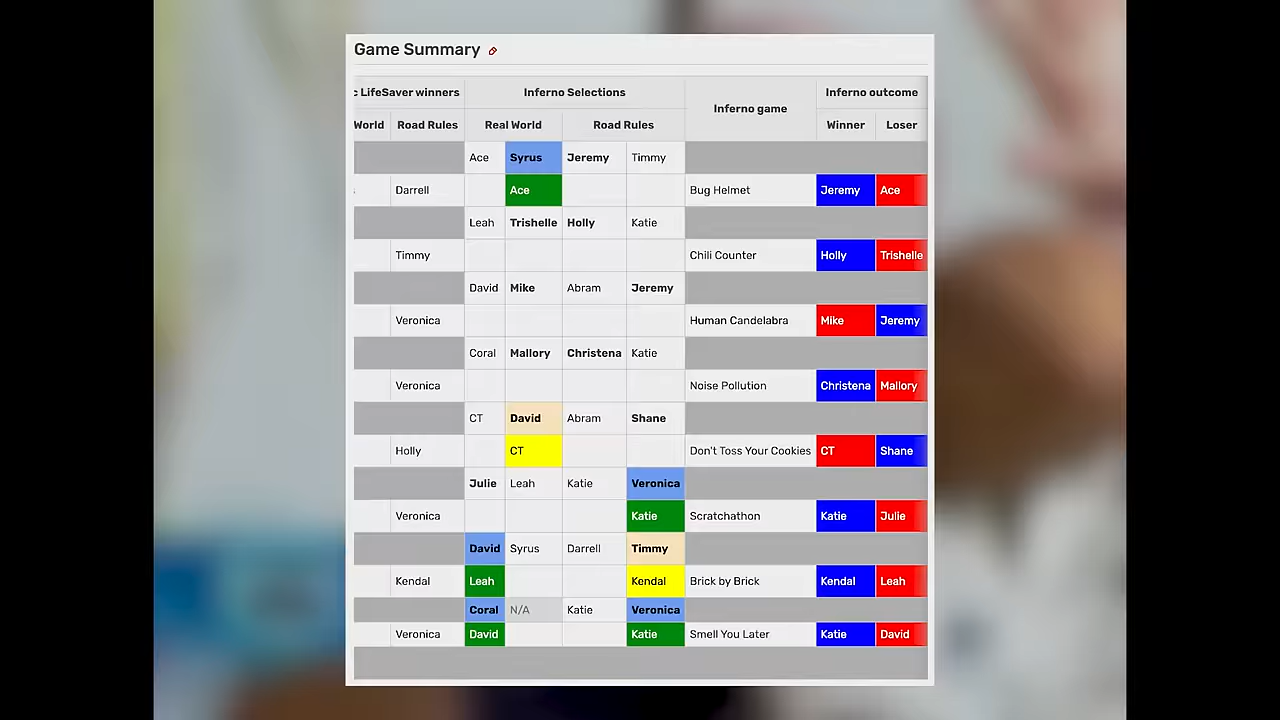 Game Summary
c LifeSaver winners Inferno Selections Inferno game Inferno outcome
World Road Rules Real World Road Rules Winner Loser
Ace Syrus Jeremy Timmy
Darrell Ace Bug Helmet Jeremy Ace
Leah Trishelle Holly Katie
Timmy Chili Counter Holly Trishelle
David Mike Abram Jeremy
Veronica Human Candelabra Mike Jeremy
Coral Mallory Christena Katie
Veronica Noise Pollution Christena Mallory
CT David Abram Shane
Holly CT Don't Toss Your Cookies CT Shane
Julie Leah Katie Veronica
Veronica Katie Scratchathon Katie Julie
David Syrus Darrell Timmy
Kendal Leah Kendal Brick by Brick Kendal Leah
Coral N/A Katie Veronica
Veronica David Katie Smell You Later Katie David